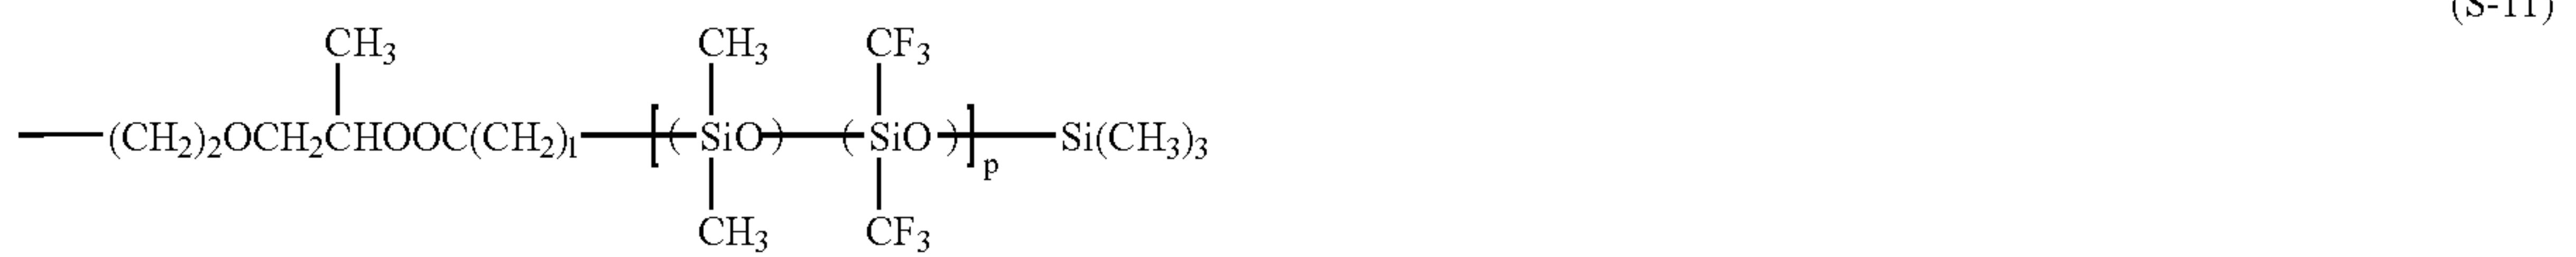 (S-11)
CH3 CH3 CF3
(CH2)2OCH2CHOOC(CH2)l [( SiO ) ( SiO )]p Si(CH3)3
CH3 CF3